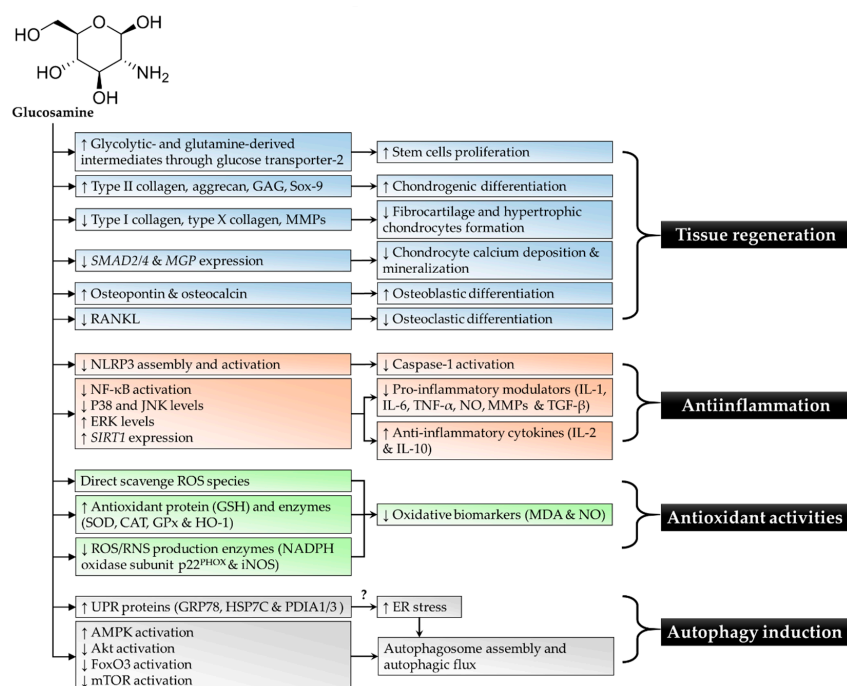 HO
O
OH
HO
NH₂
OH
Glucosamine
↑ Glycolytic- and glutamine-derived
intermediates through glucose transporter-2
↑ Stem cells proliferation
↑ Type II collagen, aggrecan, GAG, Sox-9
↑ Chondrogenic differentiation
↓ Type I collagen, type X collagen, MMPs
↓ Fibrocartilage and hypertrophic
chondrocytes formation
↓ SMAD2/4 & MGP expression
↓ Chondrocyte calcium deposition &
mineralization
↑ Osteopontin & osteocalcin
↑ Osteoblastic differentiation
↓ RANKL
↓ Osteoclastic differentiation
Tissue regeneration
↓ NLRP3 assembly and activation
↓ Caspase-1 activation
↓ NF-κB activation
↓ P38 and JNK levels
↑ ERK levels
↑ SIRT1 expression
↓ Pro-inflammatory modulators (IL-1,
IL-6, TNF-α, NO, MMPs & TGF-β)
↑ Anti-inflammatory cytokines (IL-2
& IL-10)
Antiinflammation
Direct scavenge ROS species
↑ Antioxidant protein (GSH) and enzymes
(SOD, CAT, GPx & HO-1)
↓ ROS/RNS production enzymes (NADPH
oxidase subunit p22ᴾᴴᴼˣ & iNOS)
↓ Oxidative biomarkers (MDA & NO)
Antioxidant activities
↑ UPR proteins (GRP78, HSP7C & PDIA1/3 )
?
↑ ER stress
↑ AMPK activation
↓ Akt activation
↓ FoxO3 activation
↓ mTOR activation
Autophagosome assembly and
autophagic flux
Autophagy induction